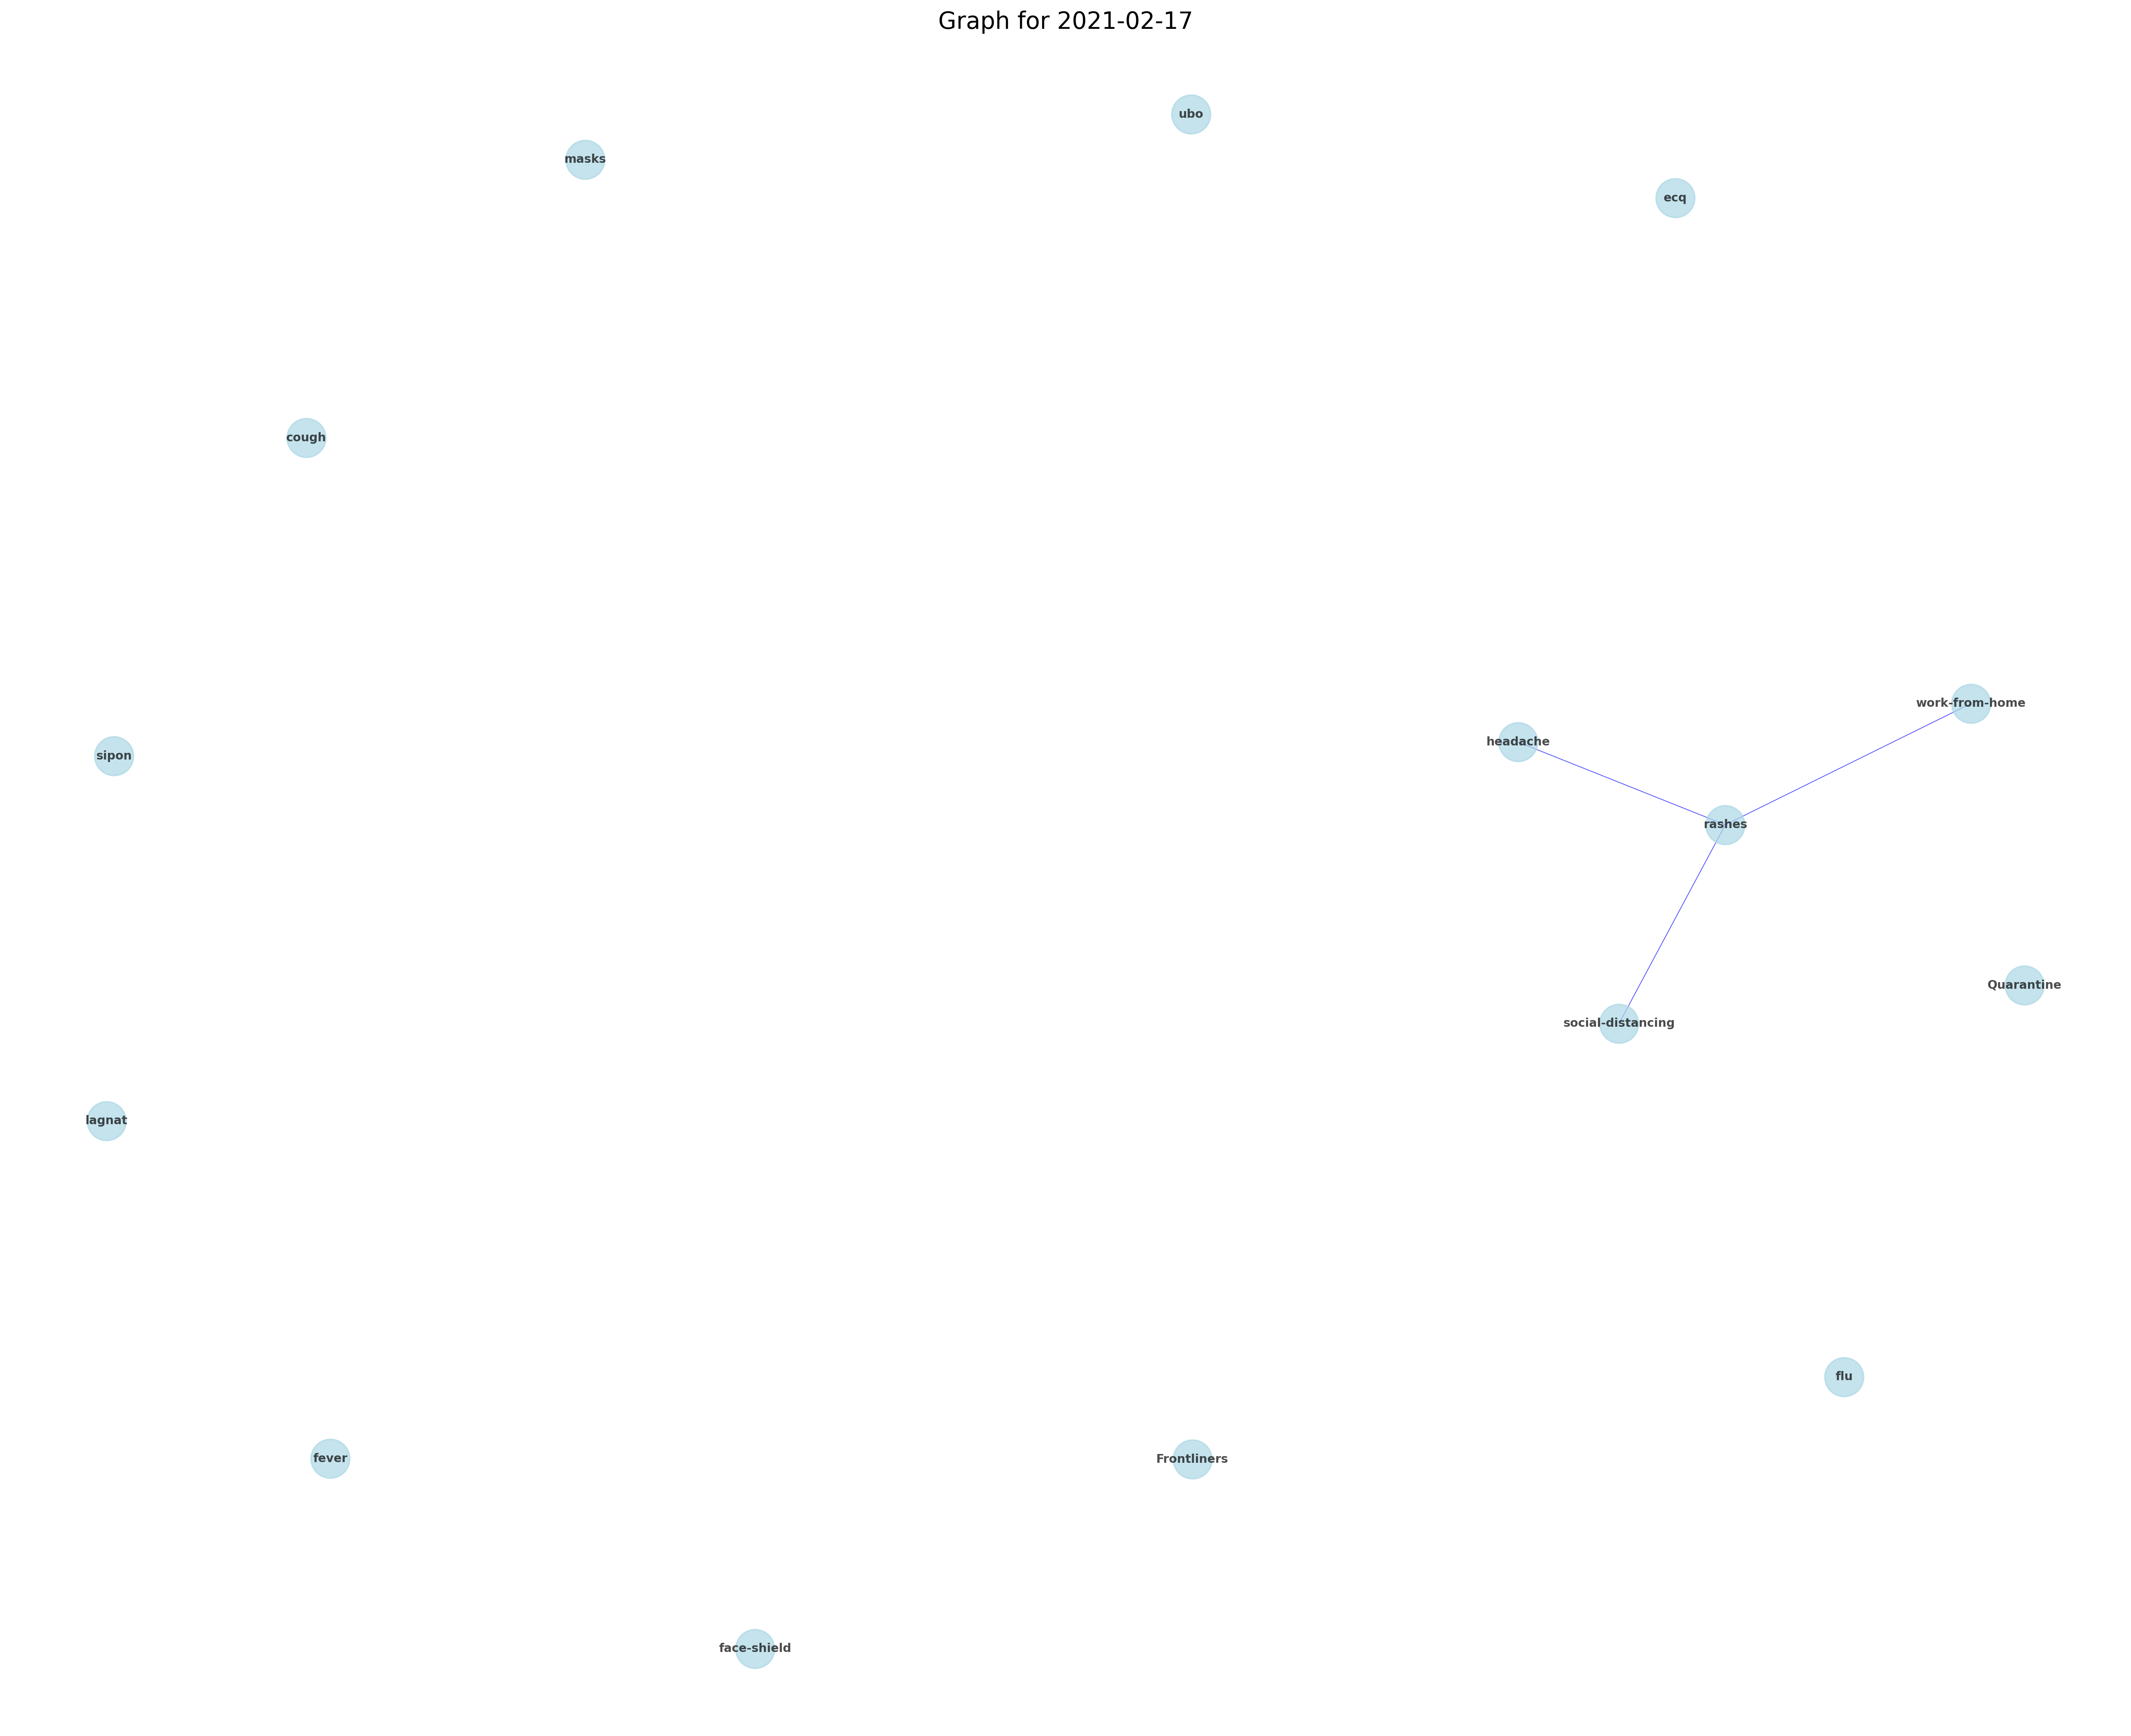 Graph for 2021-02-17
ubo
masks
ecq
cough
work-from-home
headache
sipon
rashes
Quarantine
social-distancing
lagnat
flu
fever
Frontliners
face-shield